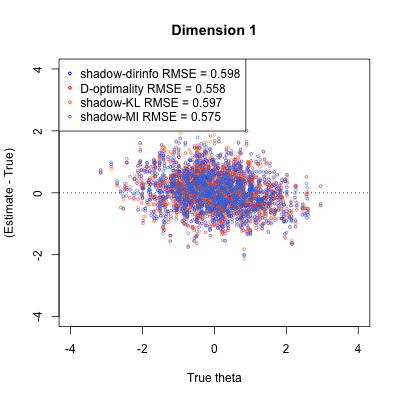 Dimension 1
shadow-dirinfo RMSE = 0.598
D-optimality RMSE = 0.558
shadow-KL RMSE = 0.597
shadow-MI RMSE = 0.575
(Estimate - True)
4
2
0
-2
-4
-4 -2 0 2 4
True theta